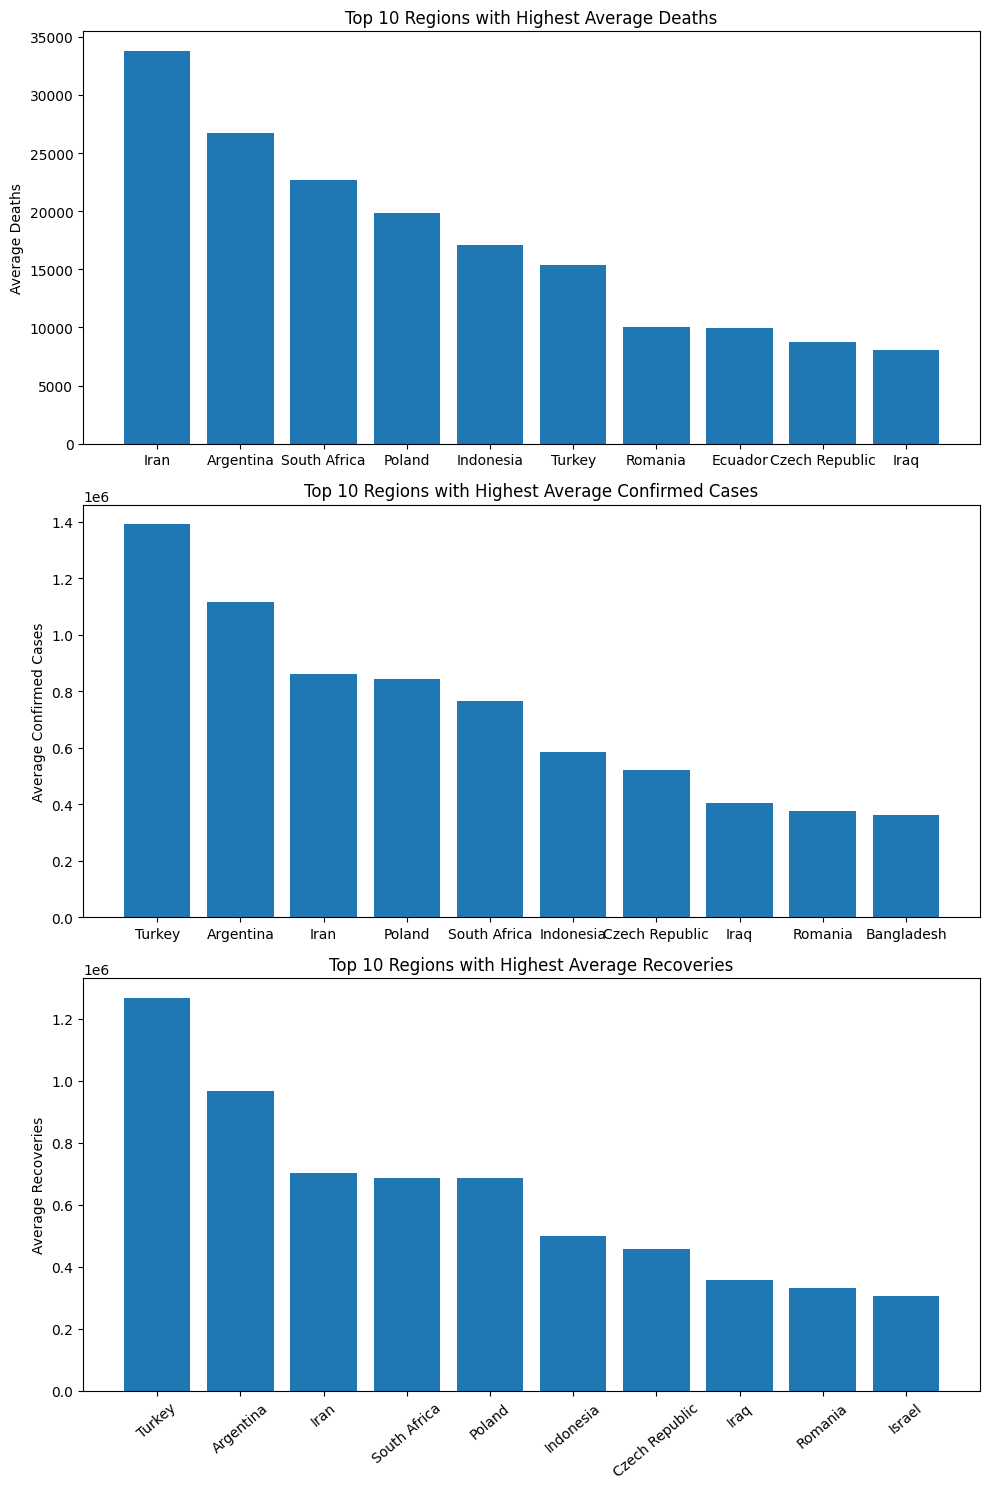 Top 10 Regions with Highest Average Deaths
35000
30000
25000
20000
15000
10000
5000
0
Average Deaths
Iran Argentina South Africa Poland Indonesia Turkey Romania Ecuador Czech Republic Iraq
Top 10 Regions with Highest Average Confirmed Cases
1e6
1.4
1.2
1.0
0.8
0.6
0.4
0.2
0.0
Average Confirmed Cases
Turkey Argentina Iran Poland South Africa Indonesia Czech Republic Iraq Romania Bangladesh
Top 10 Regions with Highest Average Recoveries
1e6
1.2
1.0
0.8
0.6
0.4
0.2
0.0
Average Recoveries
Turkey Argentina Iran South Africa Poland Indonesia Czech Republic Iraq Romania Israel